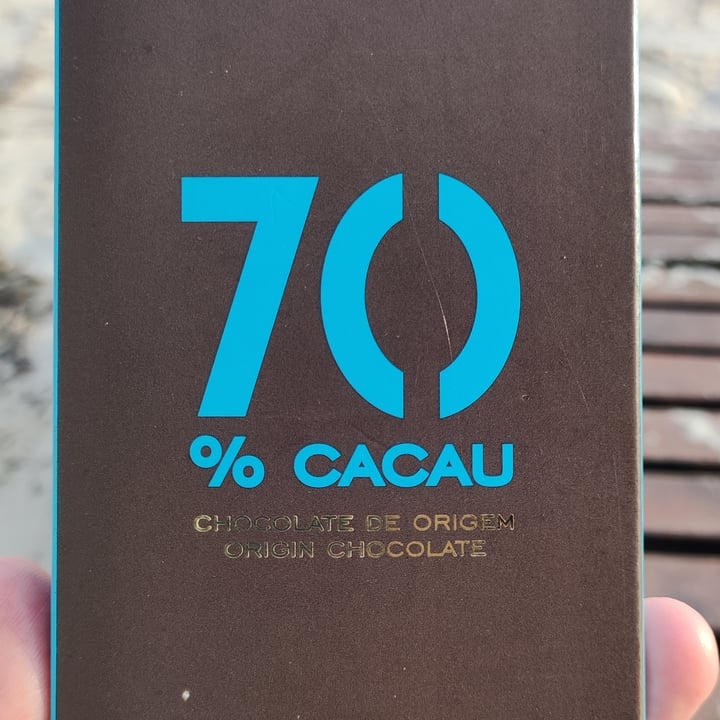 70
% CACAU
CHOCOLATE DE ORIGEM
ORIGIN CHOCOLATE